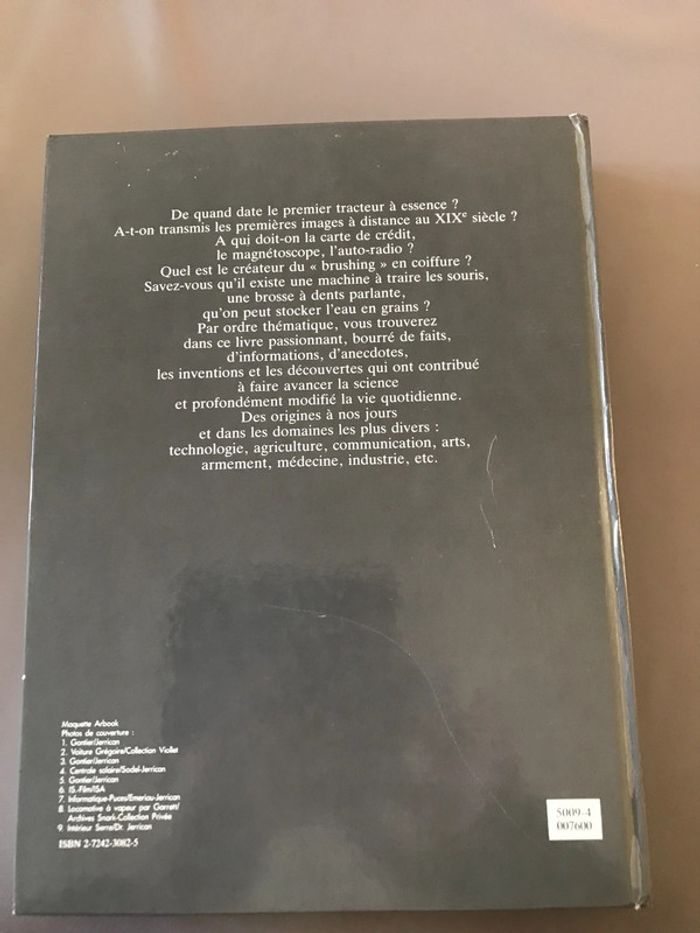 De quand date le premier tracteur à essence ?
A-t-on transmis les premières images à distance au XIXe siècle ?
A qui doit-on la carte de crédit,
le magnétoscope, l'auto-radio ?
Quel est le créateur du « brushing » en coiffure ?
Savez-vous qu'il existe une machine à traire les souris,
une brosse à dents parlante,
qu'on peut stocker l'eau en grains ?
Par ordre thématique, vous trouverez
dans ce livre passionnant, bourré de faits,
d'informations, d'anecdotes,
les inventions et les découvertes qui ont contribué
à faire avancer la science
et profondément modifié la vie quotidienne.
Des origines à nos jours
et dans les domaines les plus divers :
technologie, agriculture, communication, arts,
armement, médecine, industrie, etc.
Maquette Arbook
Photos de couverture :
1. Gontier/Jerrican
2. Voiture Grégoire/Collection Viollet
3. Gontier/Jerrican
4. Centrale solaire/Sodel-Jerrican
5. Gontier/Jerrican
6. IS.-Film/ISA
7. Informatique-Puces/Emeriau-Jerrican
8. Locomotive à vapeur par Garrett/
Archives Snark-Collection Privée
9. Intérieur Serre/Dr. Jerrican
ISBN 2-7242-3082-5
5009-4
007600